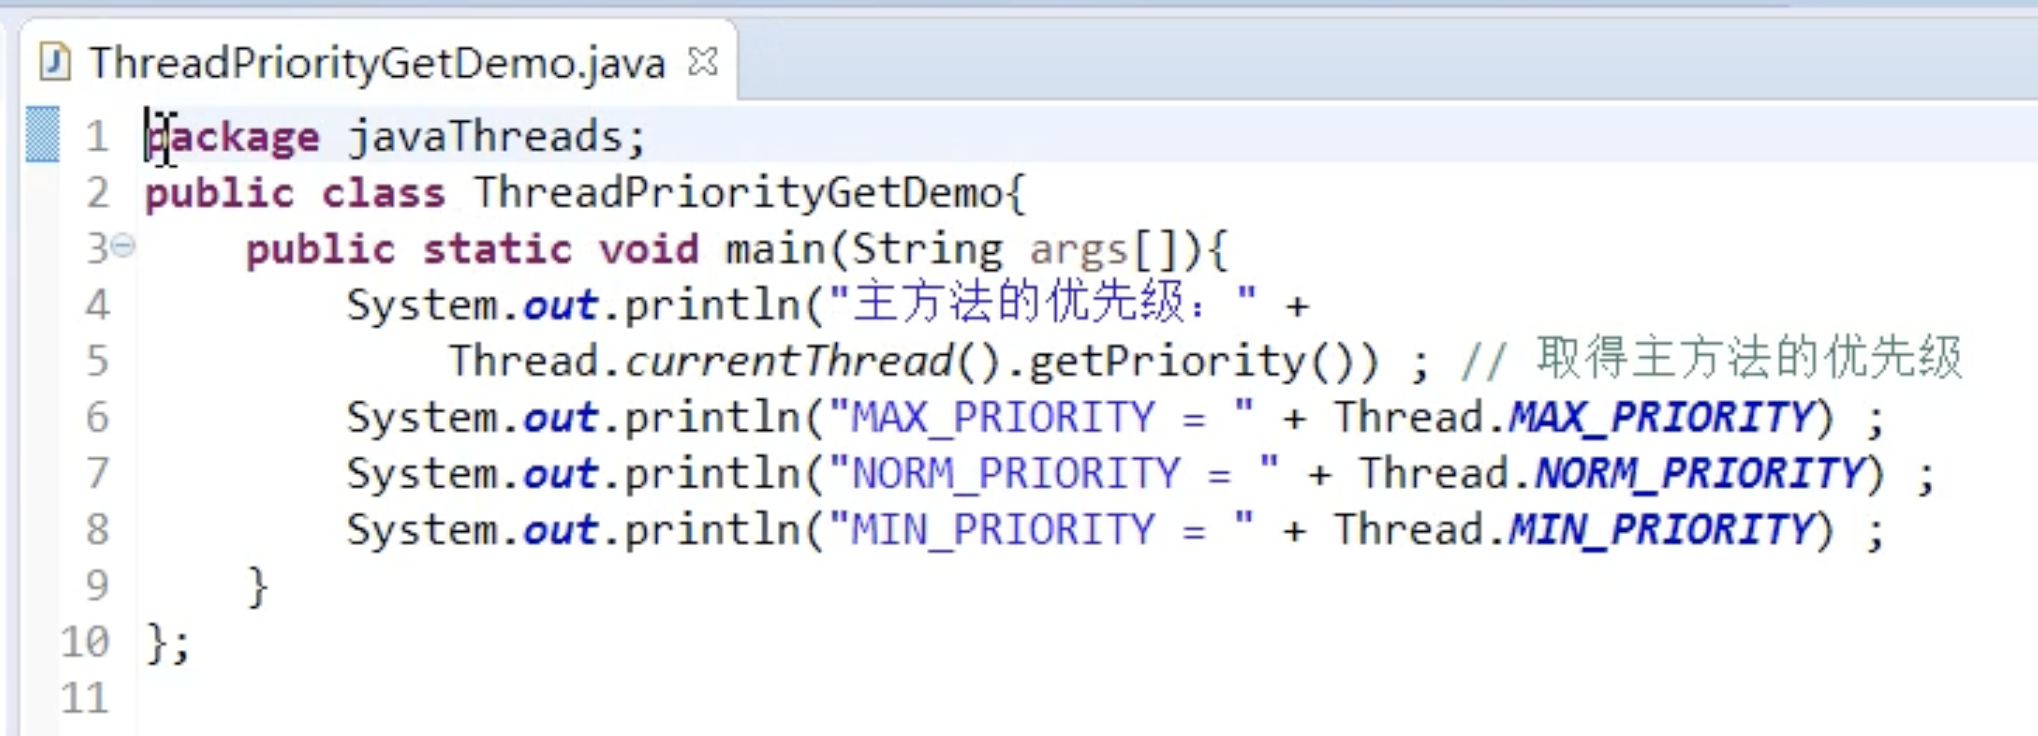 ThreadPriorityGetDemo.java
1 package javaThreads;
2 public class ThreadPriorityGetDemo{
3 public static void main(String args[]){
4 System.out.println("主方法的优先级：" +
5 Thread.currentThread().getPriority()) ; // 取得主方法的优先级
6 System.out.println("MAX_PRIORITY = " + Thread.MAX_PRIORITY) ;
7 System.out.println("NORM_PRIORITY = " + Thread.NORM_PRIORITY) ;
8 System.out.println("MIN_PRIORITY = " + Thread.MIN_PRIORITY) ;
9 }
10 };
11